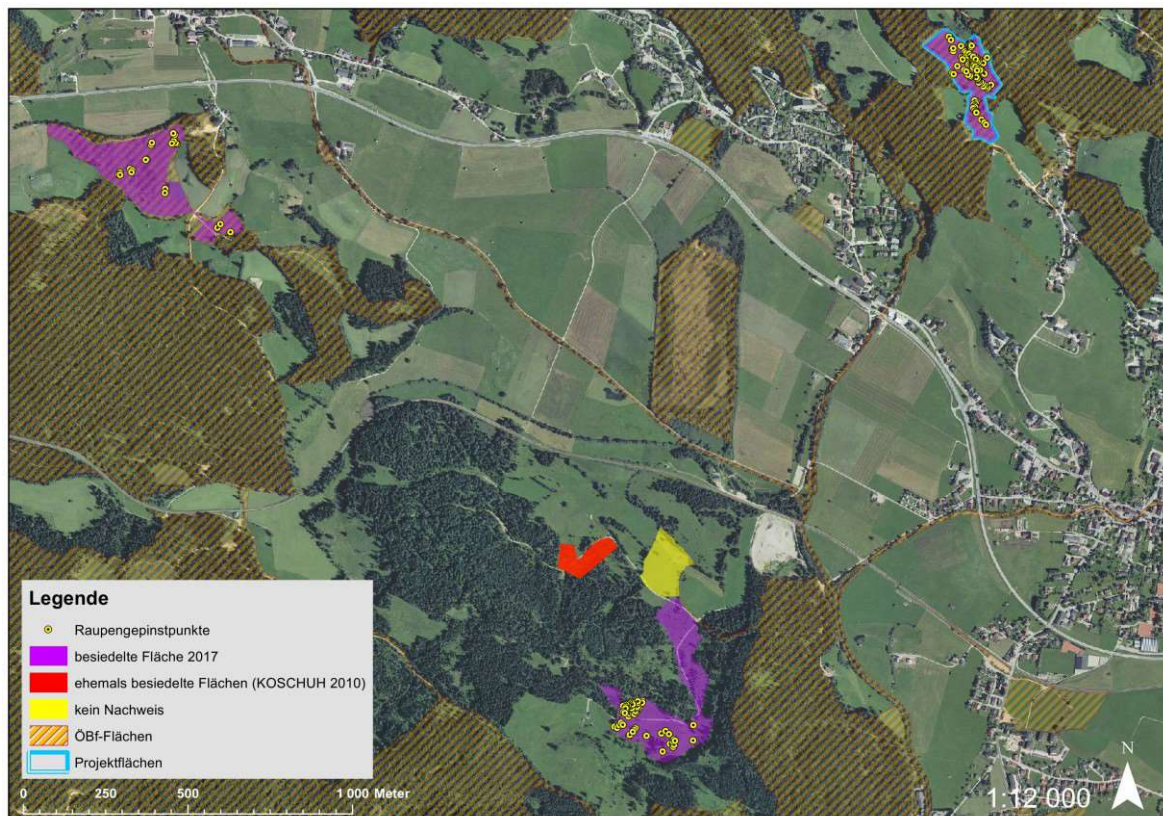 Legende
Raupengepinstpunkte
besiedelte Fläche 2017
ehemals besiedelte Flächen (KOSCHUH 2010)
kein Nachweis
ÖBf-Flächen
Projektflächen
0 250 500 1 000 Meter
1:12 000
N